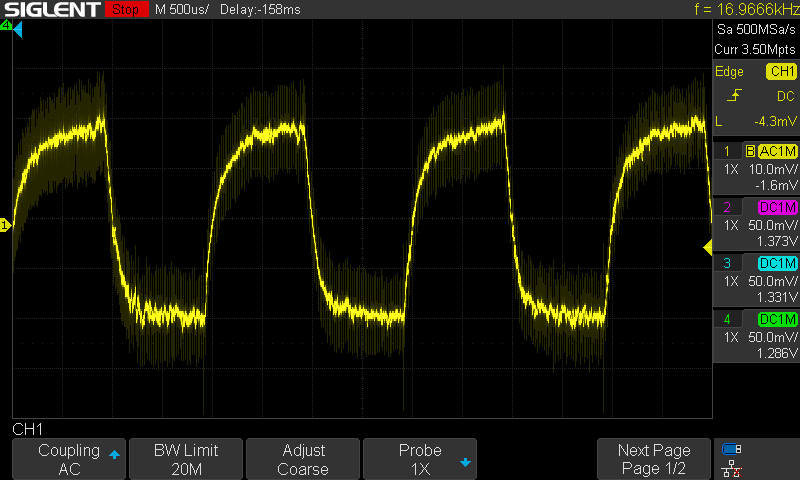 SIGLENT Stop M 500us/ Delay:-158ms f = 16.9666kHz
4
Sa 500MSa/s
Curr 3.50Mpts
Edge CH1
DC
L -4.3mV
1 B AC1M
1X 10.0mV/
-1.6mV
2 DC1M
1X 50.0mV/
1.373V
3 DC1M
1X 50.0mV/
1.331V
4 DC1M
1X 50.0mV/
1.286V
1
CH1
Coupling
AC
BW Limit
20M
Adjust
Coarse
Probe
1X
Next Page
Page 1/2